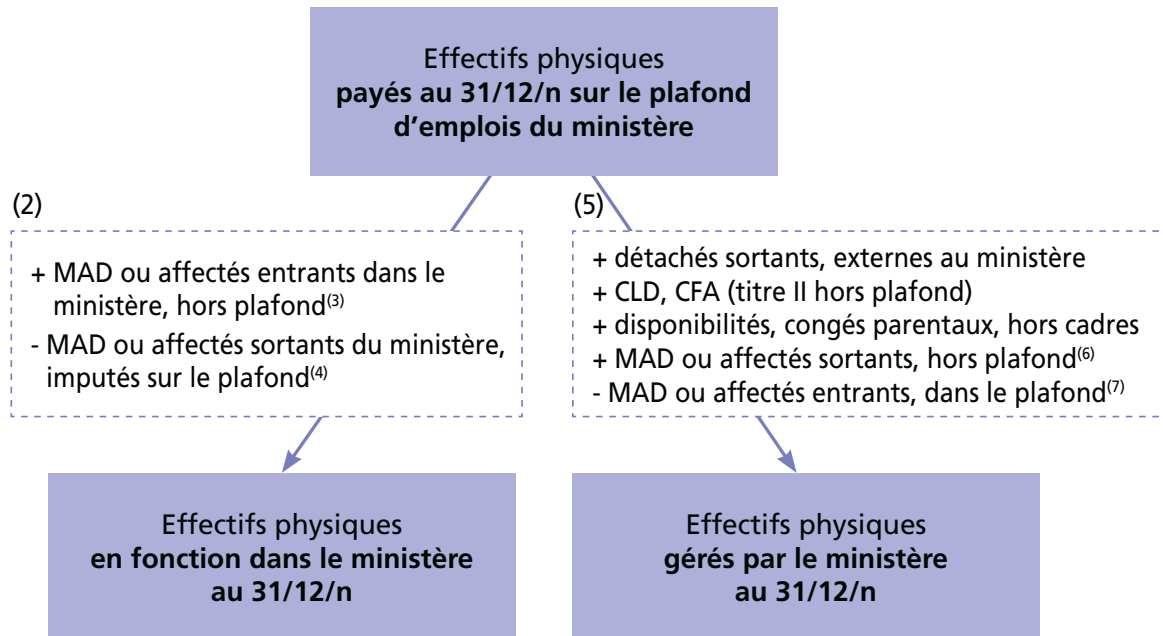 Effectifs physiques
payés au 31/12/n sur le plafond
d’emplois du ministère
(2)
+ MAD ou affectés entrants dans le
ministère, hors plafond(3)
- MAD ou affectés sortants du ministère,
imputés sur le plafond(4)
(5)
+ détachés sortants, externes au ministère
+ CLD, CFA (titre II hors plafond)
+ disponibilités, congés parentaux, hors cadres
+ MAD ou affectés sortants, hors plafond(6)
- MAD ou affectés entrants, dans le plafond(7)
Effectifs physiques
en fonction dans le ministère
au 31/12/n
Effectifs physiques
gérés par le ministère
au 31/12/n